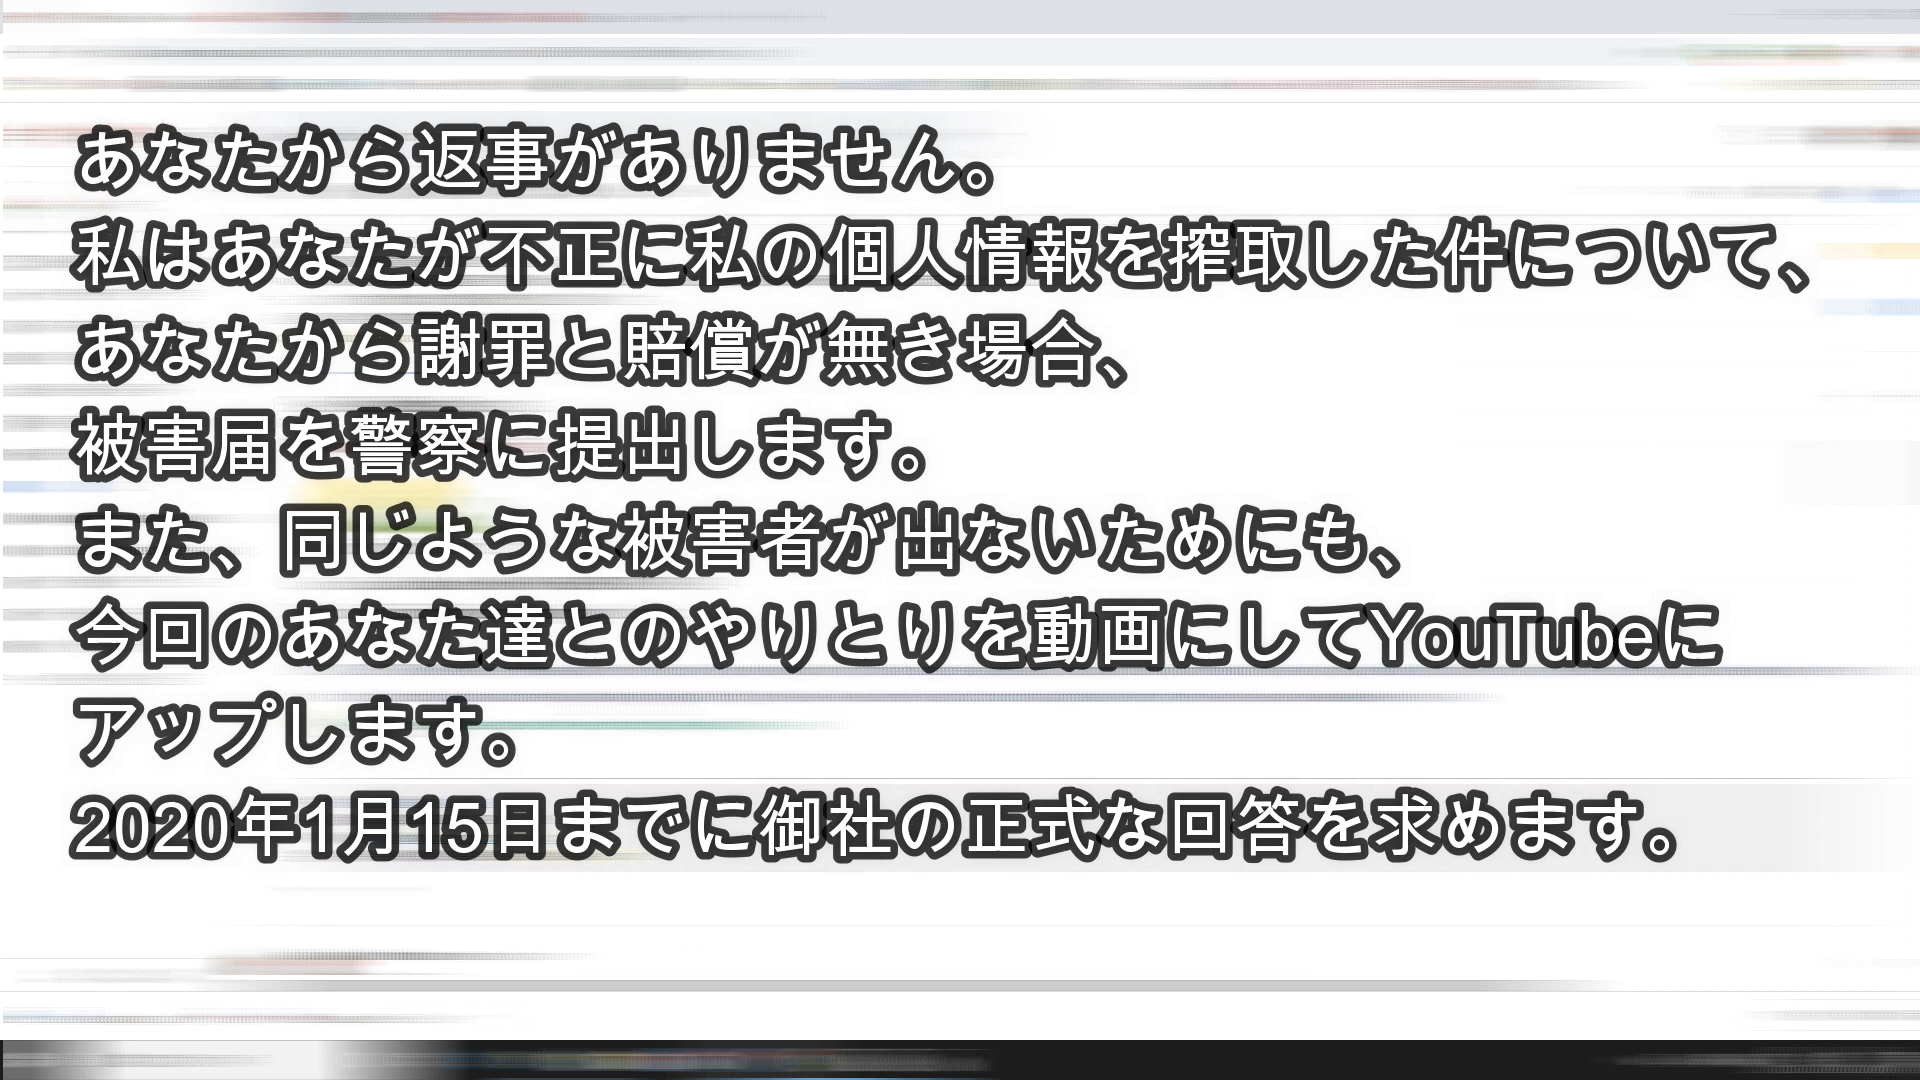 あなたから返事がありません。
私はあなたが不正に私の個人情報を搾取した件について、
あなたから謝罪と賠償が無き場合、
被害届を警察に提出します。
また、同じような被害者が出ないためにも、
今回のあなた達とのやりとりを動画にしてYouTubeに
アップします。
2020年1月15日までに御社の正式な回答を求めます。